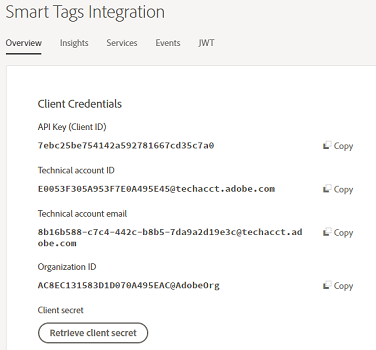 Smart Tags Integration
Overview Insights Services Events JWT
Client Credentials
API Key (Client ID)
7ebc25be754142a592781667cd35c7a0 Copy
Technical account ID
E0053F305A953F7E0A495E45@techacct.adobe.com Copy
Technical account email
8b16b588-c7c4-442c-b8b5-7da9a2d19e3c@techacct.ad
obe.com Copy
Organization ID
AC8EC131583D1D070A495EAC@AdobeOrg Copy
Client secret
Retrieve client secret